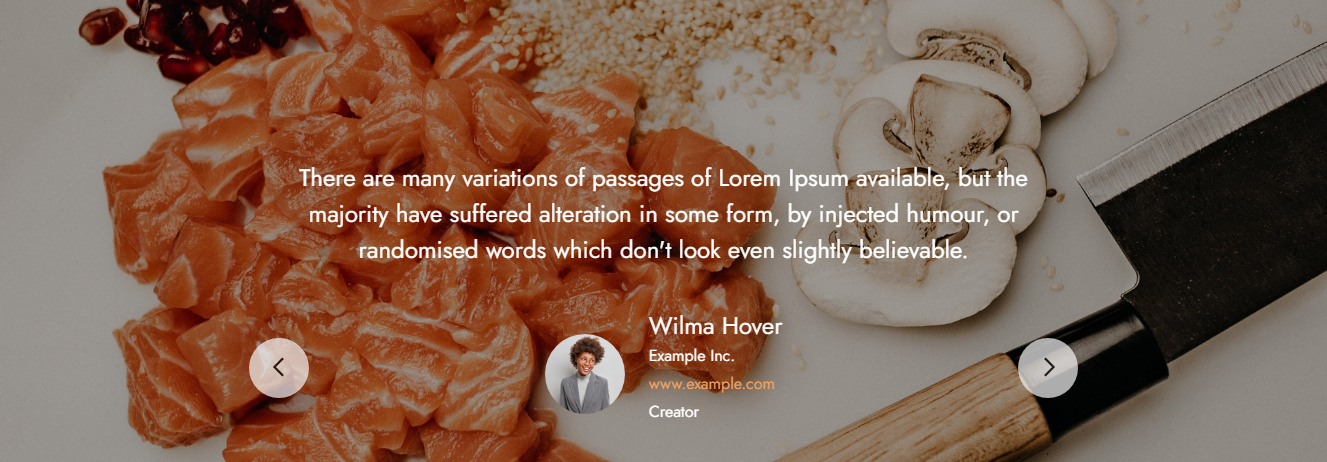 There are many variations of passages of Lorem Ipsum available, but the
majority have suffered alteration in some form, by injected humour, or
randomised words which don't look even slightly believable.
Wilma Hover
Example Inc.
www.example.com
Creator